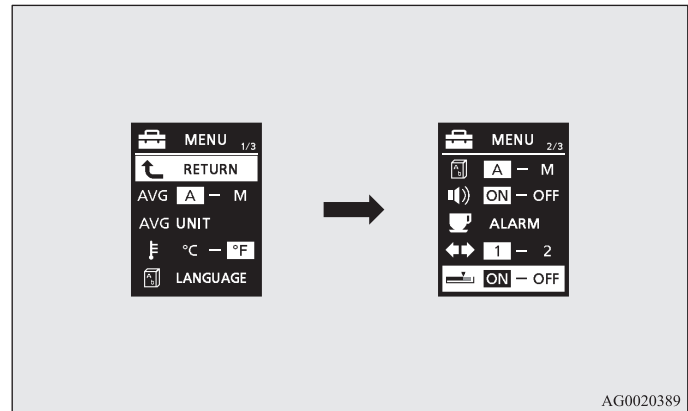 MENU 1/3
RETURN
AVG A – M
AVG UNIT
°C – °F
A b LANGUAGE
MENU 2/3
A b A – M
ON – OFF
ALARM
1 – 2
ON – OFF
AG0020389